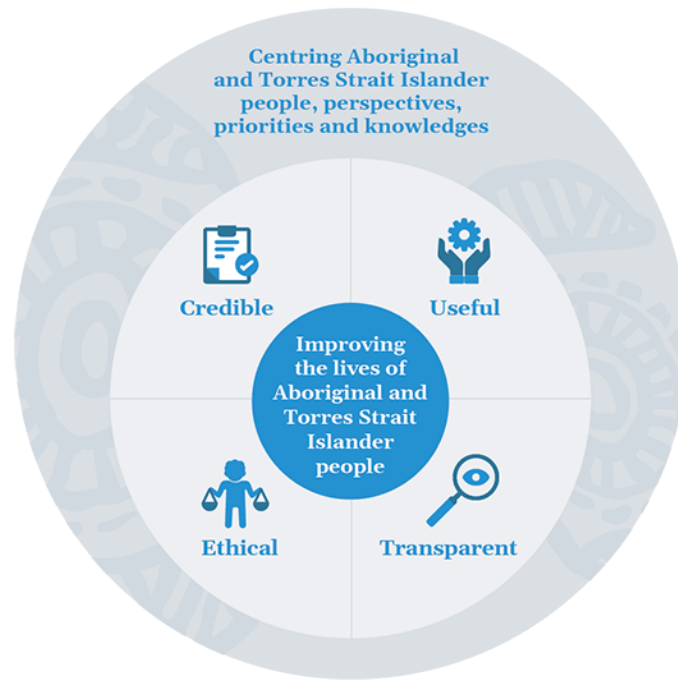 Centring Aboriginal
and Torres Strait Islander
people, perspectives,
priorities and knowledges
Credible
Useful
Improving
the lives of
Aboriginal and
Torres Strait
Islander
people
Ethical
Transparent